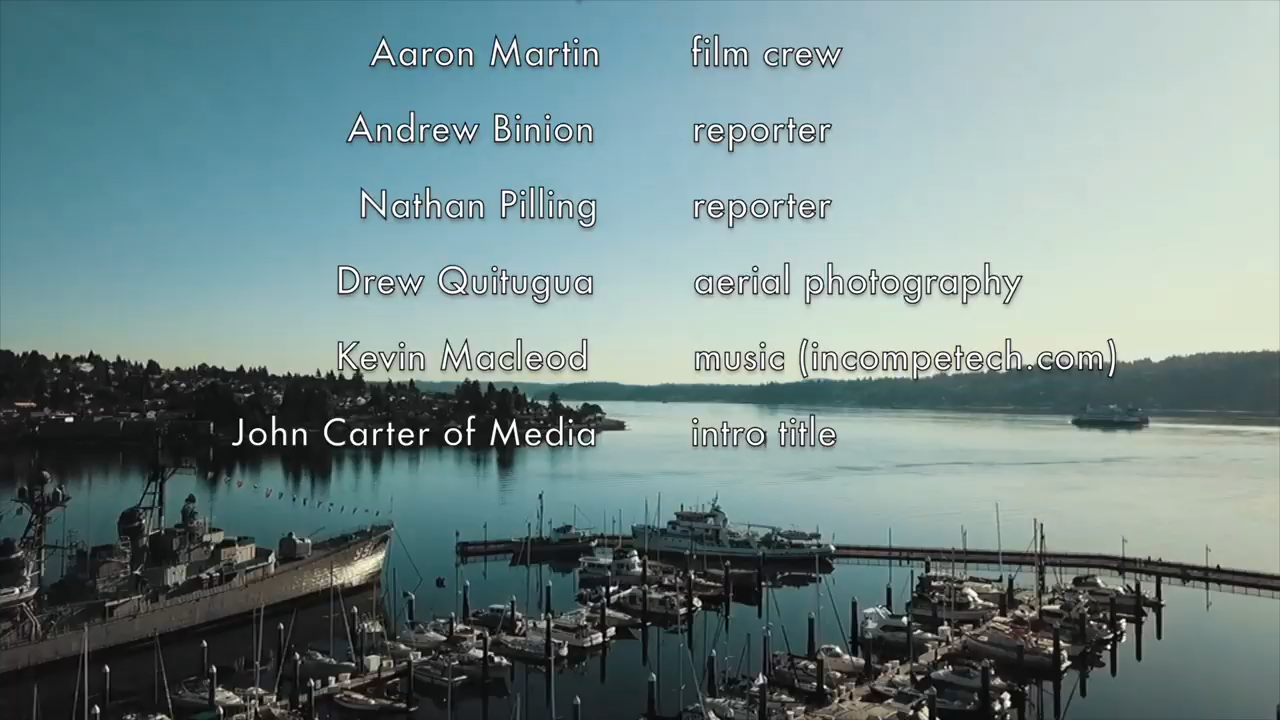 Aaron Martin film crew
Andrew Binion reporter
Nathan Pilling reporter
Drew Quitugua aerial photography
Kevin Macleod music (incompetech.com)
John Carter of Media intro title